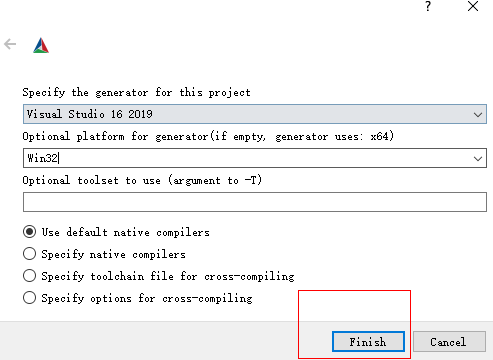 ?
Specify the generator for this project
Visual Studio 16 2019
Optional platform for generator(if empty, generator uses: x64)
Win32
Optional toolset to use (argument to -T)
Use default native compilers
Specify native compilers
Specify toolchain file for cross-compiling
Specify options for cross-compiling
Finish
Cancel